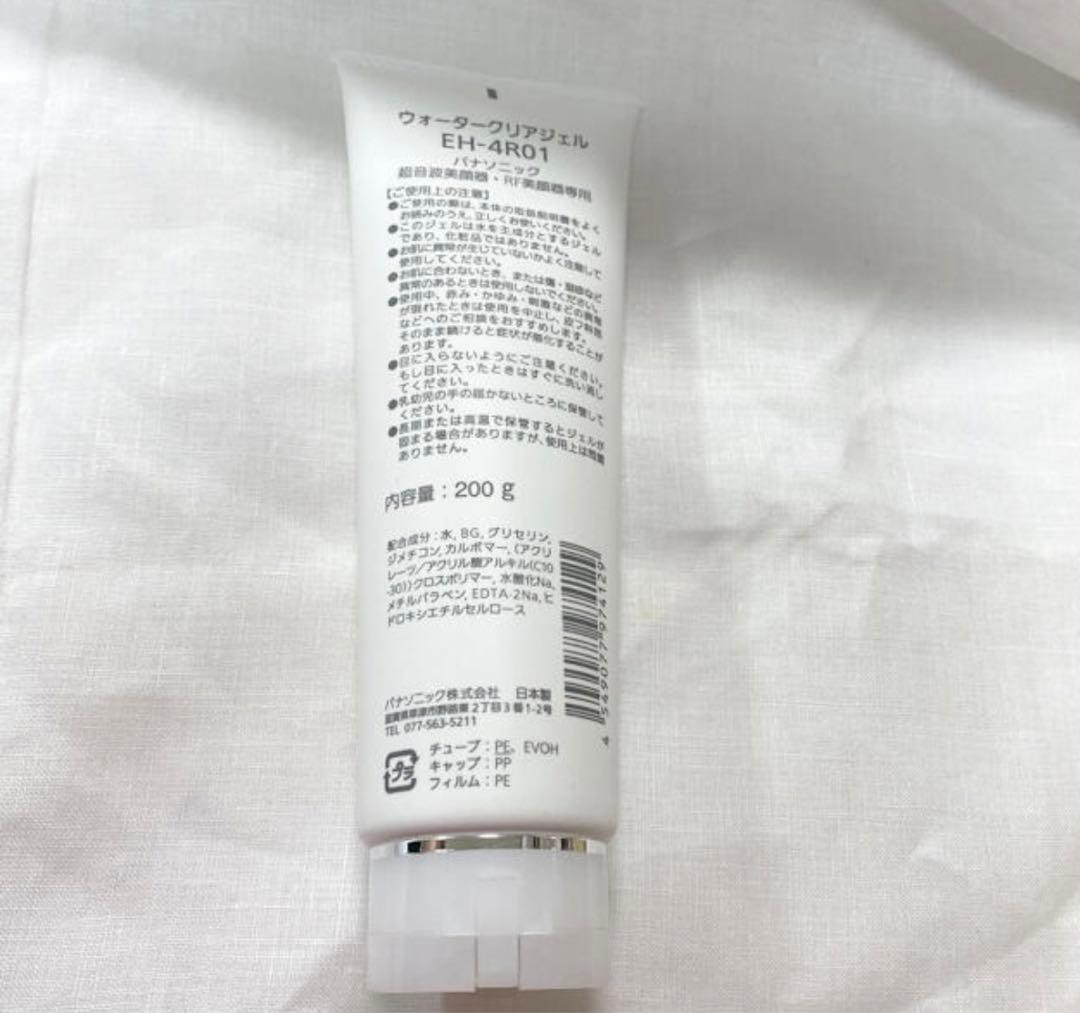 ウォータークリアジェル
EH-4R01
パナソニック
超音波美顔器・RF美顔器専用
【ご使用上の注意】
●ご使用の際は、本体の取扱説明書をよく
お読みのうえ、正しくお使いください。
●このジェルは水を主成分とするジェル
であり、化粧品ではありません。
●お肌に異常が生じていないかよく注意して
使用してください。
●お肌に合わないとき、または傷・湿疹など
異常のあるときは使用しないでください。
●使用中、赤み・かゆみ・刺激などの異常
が現れたときは使用を中止し、皮フ科医
などへのご相談をおすすめします。
そのまま続けると症状が悪化することが
あります。
●目に入らないようにご注意ください。
もし目に入ったときはすぐに洗い流し
てください。
●乳幼児の手の届かないところに保管して
ください。
●長期または高温で保管するとジェルが
固まる場合がありますが、使用上は問題
ありません。
内容量：200 g
配合成分：水, BG, グリセリン,
ジメチコン, カルボマー, (アクリ
レーツ/アクリル酸アルキル(C10
-30))クロスポリマー, 水酸化Na,
メチルパラベン, EDTA-2Na, ヒ
ドロキシエチルセルロース
4 549077 974129
パナソニック株式会社 日本製
滋賀県草津市野路東2丁目3番1-2号
TEL 077-563-5211
プラ
チューブ：PE、EVOH
キャップ：PP
フィルム：PE